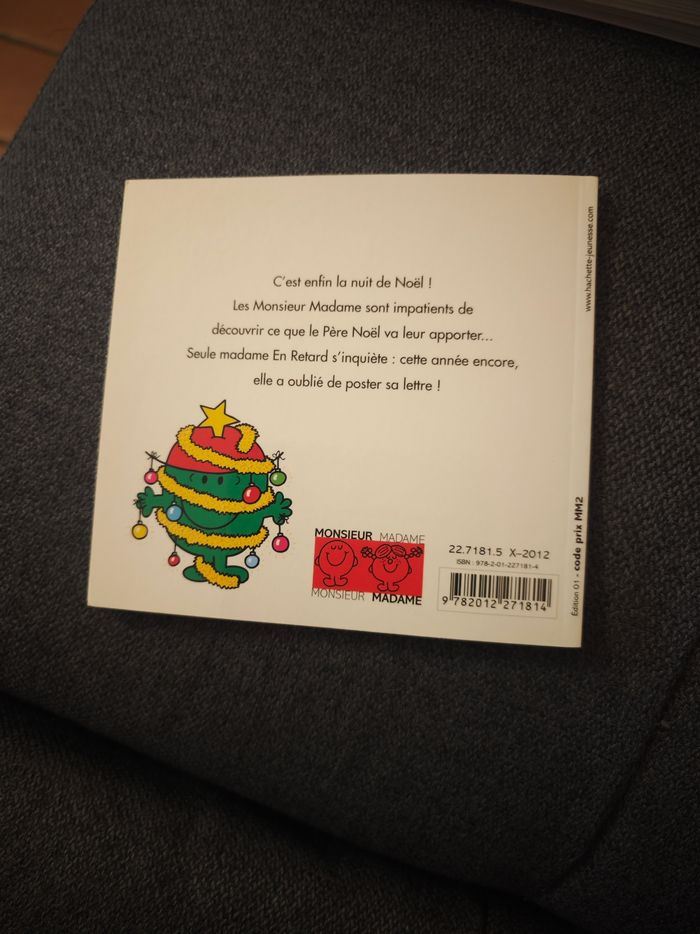 C'est enfin la nuit de Noël !
Les Monsieur Madame sont impatients de
découvrir ce que le Père Noël va leur apporter...
Seule madame En Retard s'inquiète : cette année encore,
elle a oublié de poster sa lettre !
MONSIEUR MADAME
MONSIEUR MADAME
22.7181.5 X–2012
ISBN : 978-2-01-227181-4
9 782012 271814
Édition 01 - code prix MM2
www.hachette-jeunesse.com